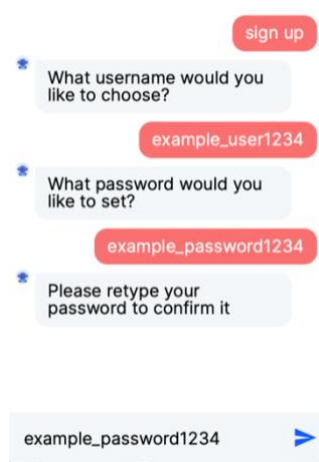 sign up
What username would you
like to choose?
example_user1234
What password would you
like to set?
example_password1234
Please retype your
password to confirm it
example_password1234